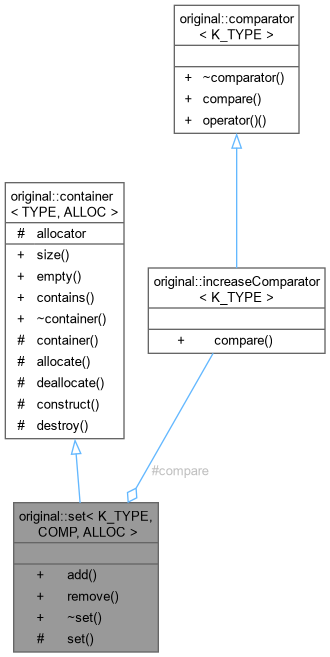 original::comparator
< K_TYPE >
+ ~comparator()
+ compare()
+ operator()()
original::container
< TYPE, ALLOC >
# allocator
+ size()
+ empty()
+ contains()
+ ~container()
# container()
# allocate()
# deallocate()
# construct()
# destroy()
original::increaseComparator
< K_TYPE >
+ compare()
#compare
original::set< K_TYPE,
COMP, ALLOC >
+ add()
+ remove()
+ ~set()
# set()